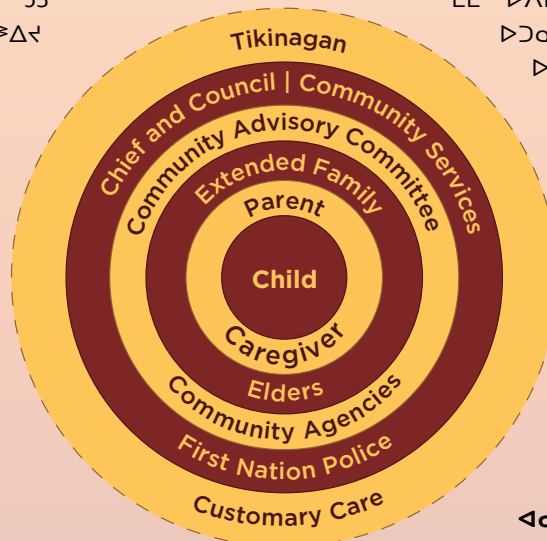 Tikinagan
Chief and Council | Community Services
Community Advisory Committee
Extended Family
Parent
Child
Caregiver
Elders
Community Agencies
First Nation Police
Customary Care